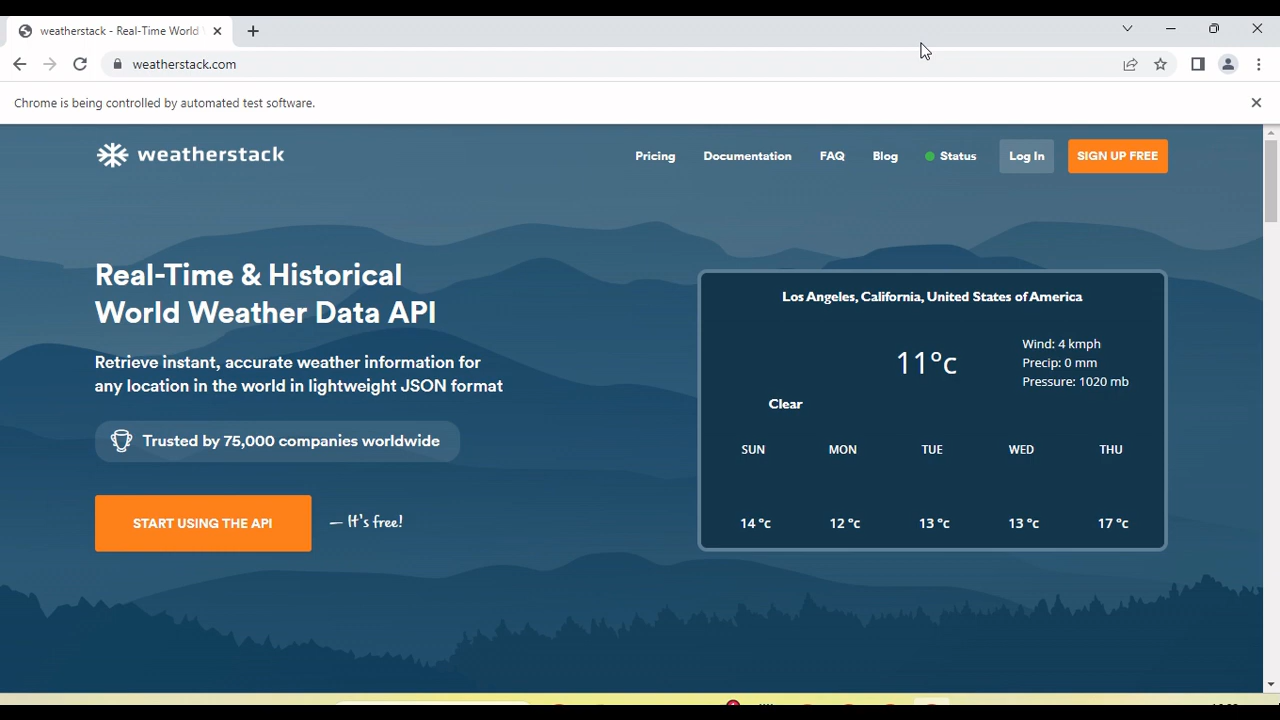 weatherstack - Real-Time World
weatherstack.com
Chrome is being controlled by automated test software.
weatherstack
Pricing
Documentation
FAQ
Blog
Status
Log In
SIGN UP FREE
Real-Time & Historical
World Weather Data API
Retrieve instant, accurate weather information for
any location in the world in lightweight JSON format
Trusted by 75,000 companies worldwide
START USING THE API
– It's free!
Los Angeles, California, United States of America
11°c
Wind: 4 kmph
Precip: 0 mm
Pressure: 1020 mb
Clear
SUN MON TUE WED THU
14 °c 12 °c 13 °c 13 °c 17 °c